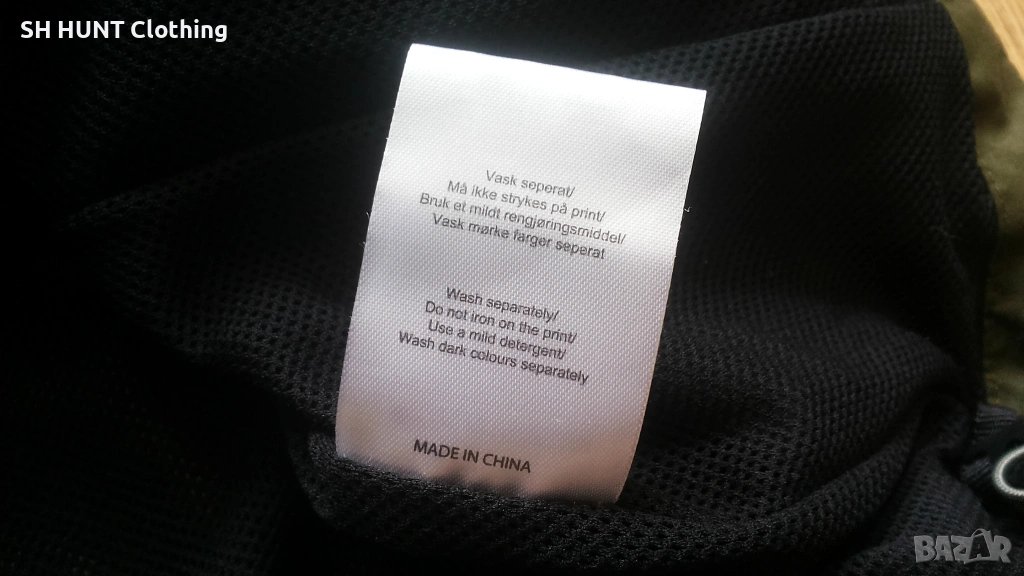 SH HUNT Clothing
Vask seperat/
Må ikke strykes på print/
Bruk et mildt rengjøringsmiddel/
Vask mørke farger seperat
Wash separately/
Do not iron on the print/
Use a mild detergent/
Wash dark colours separately
MADE IN CHINA
BAZAR